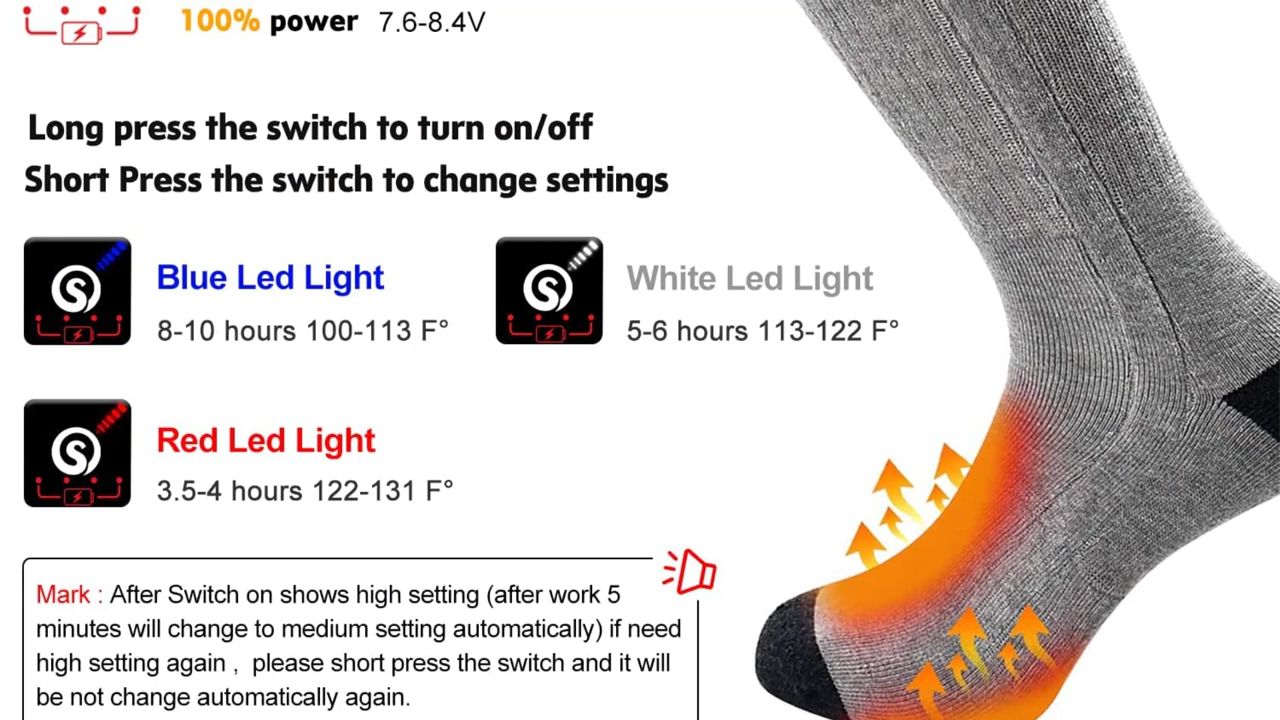 100% power 7.6-8.4V
Long press the switch to turn on/off
Short Press the switch to change settings
Blue Led Light
8-10 hours 100-113 F°
White Led Light
5-6 hours 113-122 F°
Red Led Light
3.5-4 hours 122-131 F°
Mark : After Switch on shows high setting (after work 5
minutes will change to medium setting automatically) if need
high setting again , please short press the switch and it will
be not change automatically again.